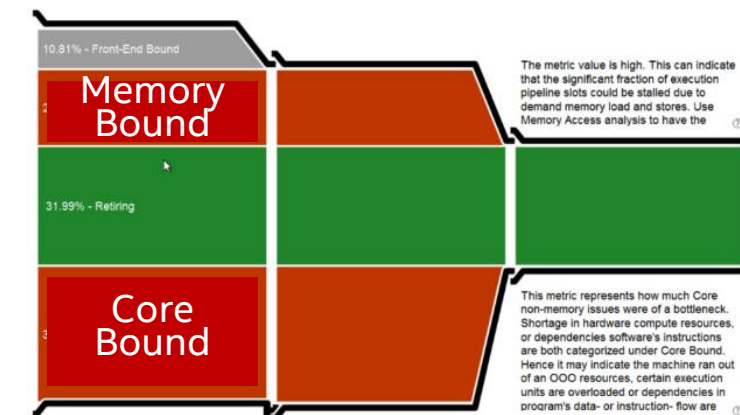 10.81% - Front-End Bound
Memory
Bound
31.99% - Retiring
Core
Bound
The metric value is high. This can indicate
that the significant fraction of execution
pipeline slots could be stalled due to
demand memory load and stores. Use
Memory Access analysis to have the
This metric represents how much Core
non-memory issues were of a bottleneck.
Shortage in hardware compute resources,
or dependencies software's instructions
are both categorized under Core Bound.
Hence it may indicate the machine ran out
of an OOO resources, certain execution
units are overloaded or dependencies in
program's data- or instruction- flow are